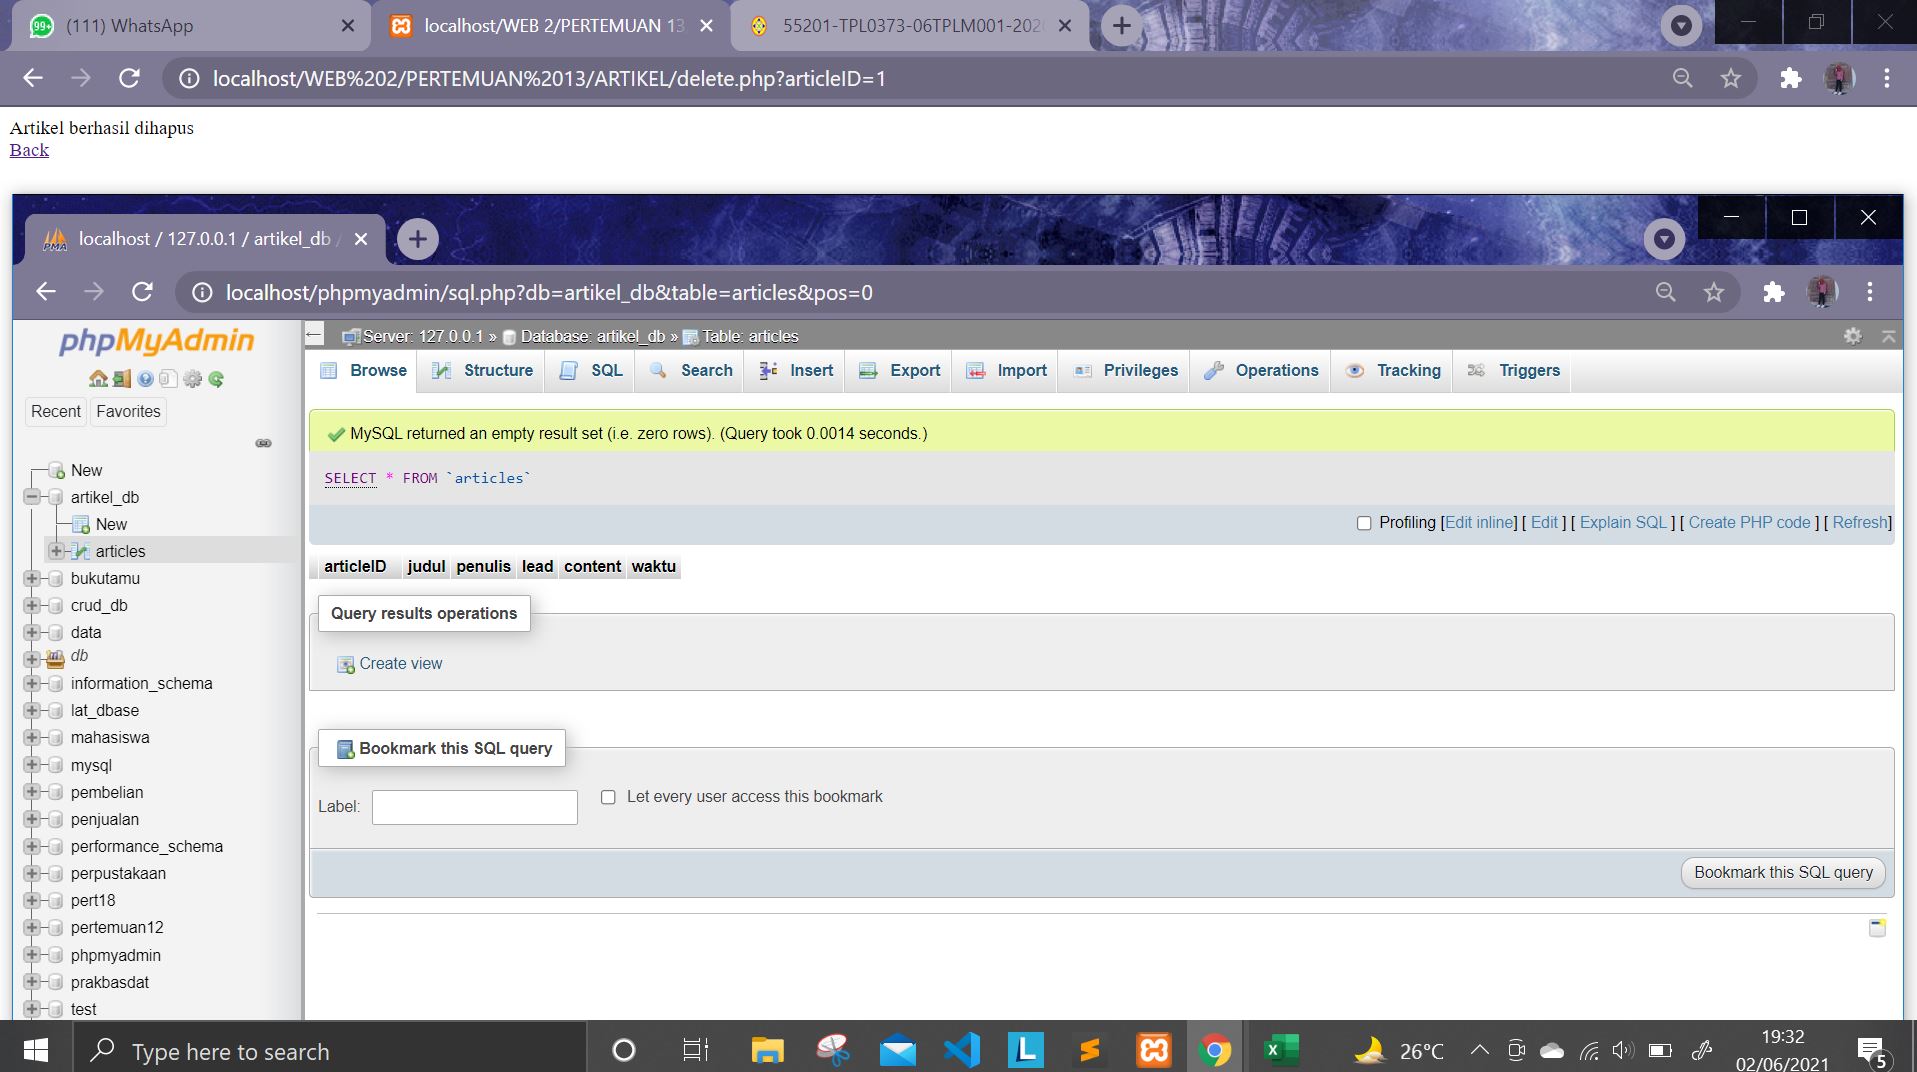 (111) WhatsApp
localhost/WEB 2/PERTEMUAN 13
55201-TPL0373-06TPLM001-202
localhost/WEB%202/PERTEMUAN%2013/ARTIKEL/delete.php?articleID=1
Artikel berhasil dihapus
Back
localhost / 127.0.0.1 / artikel_db /
localhost/phpmyadmin/sql.php?db=artikel_db&table=articles&pos=0
phpMyAdmin
Recent Favorites
New
artikel_db
New
articles
bukutamu
crud_db
data
db
information_schema
lat_dbase
mahasiswa
mysql
pembelian
penjualan
performance_schema
perpustakaan
pert18
pertemuan12
phpmyadmin
prakbasdat
test
Server: 127.0.0.1 » Database: artikel_db » Table: articles
Browse Structure SQL Search Insert Export Import Privileges Operations Tracking Triggers
MySQL returned an empty result set (i.e. zero rows). (Query took 0.0014 seconds.)
SELECT * FROM `articles`
Profiling [Edit inline] [ Edit ] [ Explain SQL ] [ Create PHP code ] [ Refresh]
articleID judul penulis lead content waktu
Query results operations
Create view
Bookmark this SQL query
Label:
Let every user access this bookmark
Bookmark this SQL query
Type here to search
26°C
19:32
02/06/2021
5